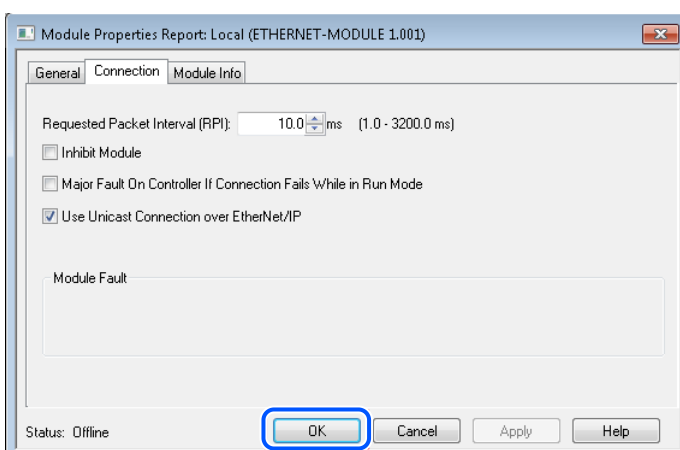 Module Properties Report: Local (ETHERNET-MODULE 1.001)
General Connection Module Info
Requested Packet Interval (RPI): 10.0 ms (1.0 - 3200.0 ms)
Inhibit Module
Major Fault On Controller If Connection Fails While in Run Mode
Use Unicast Connection over EtherNet/IP
Module Fault
Status: Offline OK Cancel Apply Help